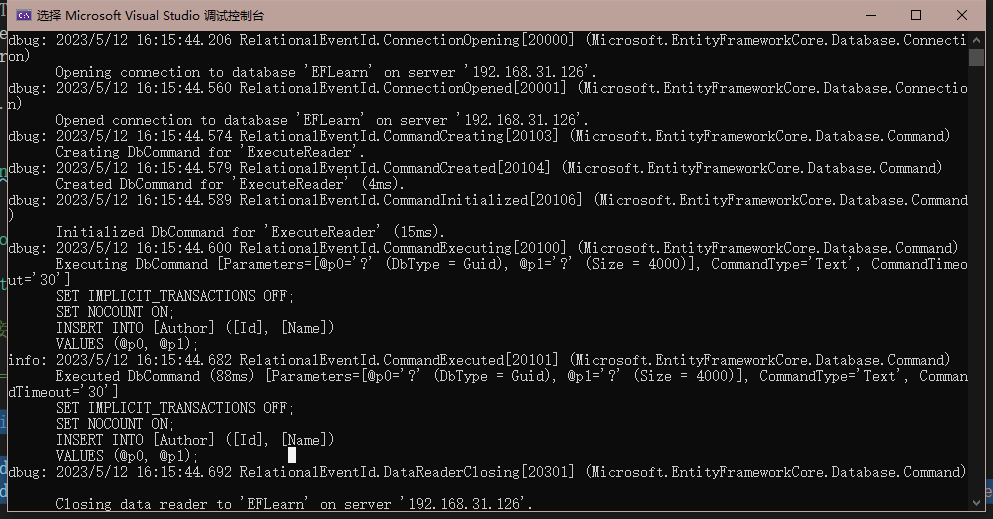 选择 Microsoft Visual Studio 调试控制台
dbug: 2023/5/12 16:15:44.206 RelationalEventId.ConnectionOpening[20000] (Microsoft.EntityFrameworkCore.Database.Connecti
on)
Opening connection to database 'EFLearn' on server '192.168.31.126'.
dbug: 2023/5/12 16:15:44.560 RelationalEventId.ConnectionOpened[20001] (Microsoft.EntityFrameworkCore.Database.Connectio
n)
Opened connection to database 'EFLearn' on server '192.168.31.126'.
dbug: 2023/5/12 16:15:44.574 RelationalEventId.CommandCreating[20103] (Microsoft.EntityFrameworkCore.Database.Command)
Creating DbCommand for 'ExecuteReader'.
dbug: 2023/5/12 16:15:44.579 RelationalEventId.CommandCreated[20104] (Microsoft.EntityFrameworkCore.Database.Command)
Created DbCommand for 'ExecuteReader' (4ms).
dbug: 2023/5/12 16:15:44.589 RelationalEventId.CommandInitialized[20106] (Microsoft.EntityFrameworkCore.Database.Command
)
Initialized DbCommand for 'ExecuteReader' (15ms).
dbug: 2023/5/12 16:15:44.600 RelationalEventId.CommandExecuting[20100] (Microsoft.EntityFrameworkCore.Database.Command)
Executing DbCommand [Parameters=[@p0='?' (DbType = Guid), @p1='?' (Size = 4000)], CommandType='Text', CommandTimeo
ut='30']
SET IMPLICIT_TRANSACTIONS OFF;
SET NOCOUNT ON;
INSERT INTO [Author] ([Id], [Name])
VALUES (@p0, @p1);
info: 2023/5/12 16:15:44.682 RelationalEventId.CommandExecuted[20101] (Microsoft.EntityFrameworkCore.Database.Command)
Executed DbCommand (88ms) [Parameters=[@p0='?' (DbType = Guid), @p1='?' (Size = 4000)], CommandType='Text', Comman
dTimeout='30']
SET IMPLICIT_TRANSACTIONS OFF;
SET NOCOUNT ON;
INSERT INTO [Author] ([Id], [Name])
VALUES (@p0, @p1);
dbug: 2023/5/12 16:15:44.692 RelationalEventId.DataReaderClosing[20301] (Microsoft.EntityFrameworkCore.Database.Command)
Closing data reader to 'EFLearn' on server '192.168.31.126'.